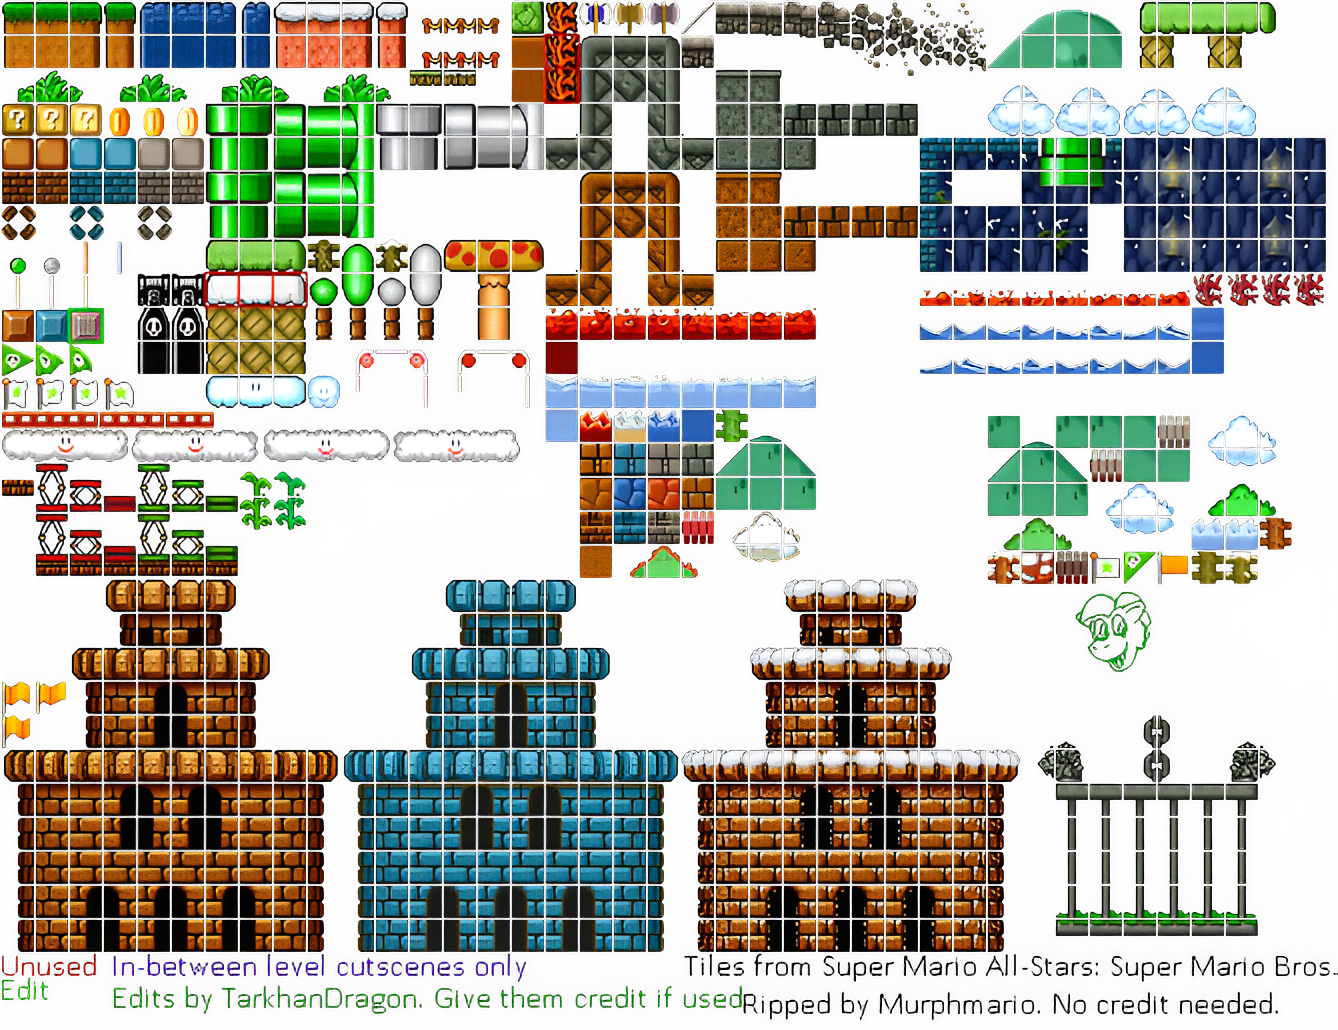 ? ? ?
Unused In-between level cutscenes only
Edit
Edits by TarkhanDragon. Give them credit if used.
Tiles from Super Mario All-Stars: Super Mario Bros.
Ripped by Murphmario. No credit needed.